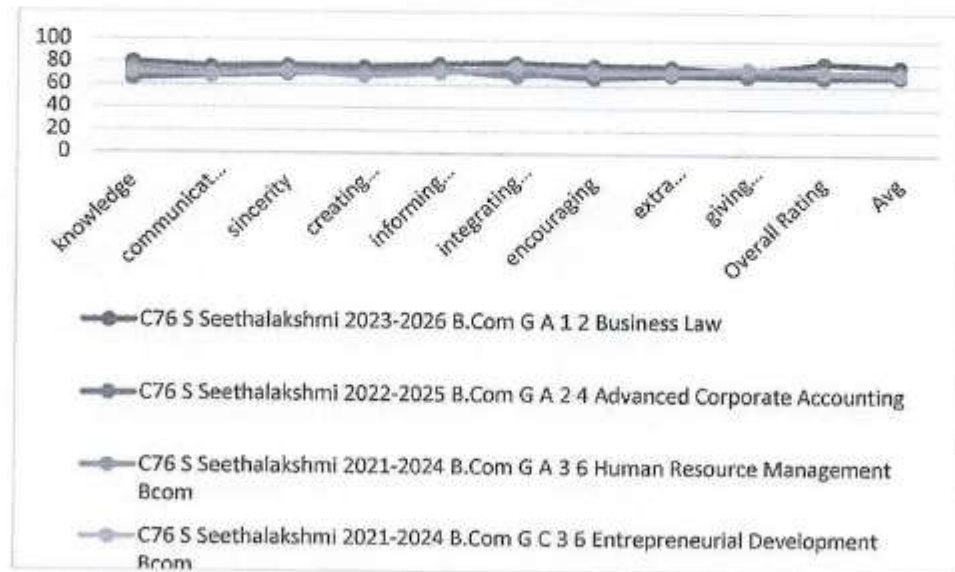 100
80
60
40
20
0
knowledge
communicat...
sincerity
creating...
informing...
integrating...
encouraging
extra...
giving...
Overall Rating
Avg
C76 S Seethalakshmi 2023-2026 B.Com G A 1 2 Business Law
C76 S Seethalakshmi 2022-2025 B.Com G A 2 4 Advanced Corporate Accounting
C76 S Seethalakshmi 2021-2024 B.Com G A 3 6 Human Resource Management
Bcom
C76 S Seethalakshmi 2021-2024 B.Com G C 3 6 Entrepreneurial Development
Bcom